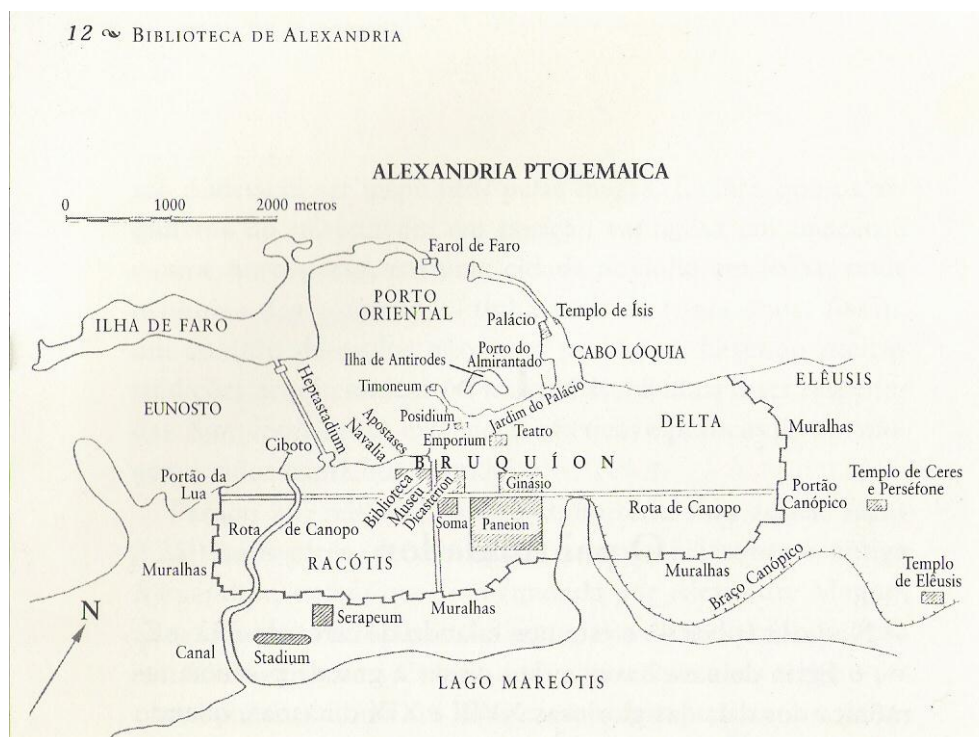 12 ∾ BIBLIOTECA DE ALEXANDRIA
ALEXANDRIA PTOLEMAICA
0 1000 2000 metros
Farol de Faro
PORTO
ORIENTAL
Templo de Ísis
Palácio
ILHA DE FARO
Porto do
Almirantado
CABO LÓQUIA
Ilha de Antirodes
Timoneum
ELÊUSIS
Heptastadium
EUNOSTO
Apostases
Navalia
Posidium
Jardim do Palácio
DELTA
Emporium
Teatro
Muralhas
Ciboto
BRUQUÍON
Portão da
Lua
Biblioteca
Museu
Dicasterion
Ginásio
Portão
Canópico
Templo de Ceres
e Perséfone
Rota de Canopo
Soma
Paneion
Rota de Canopo
Muralhas
RACÓTIS
Muralhas
Braço Canópico
Templo
de Elêusis
N
Serapeum
Muralhas
Canal
Stadium
LAGO MAREÓTIS